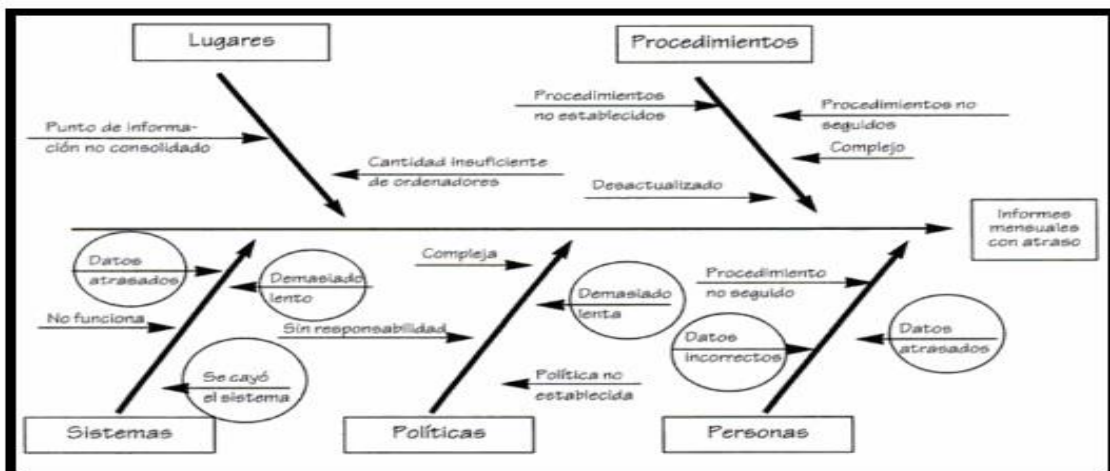 Lugares
Procedimientos
Procedimientos
no establecidos
Procedimientos no
seguidos
Punto de informa-
ción no consolidado
Complejo
Cantidad insuficiente
de ordenadores
Desactualizado
Informes
mensuales
con atraso
Datos
atrasados
Demasiado
lento
No funciona
Se cayó
el sistema
Compleja
Demasiado
lenta
Sin responsabilidad
Política no
establecida
Procedimiento
no seguido
Datos
incorrectos
Datos
atrasados
Sistemas
Políticas
Personas